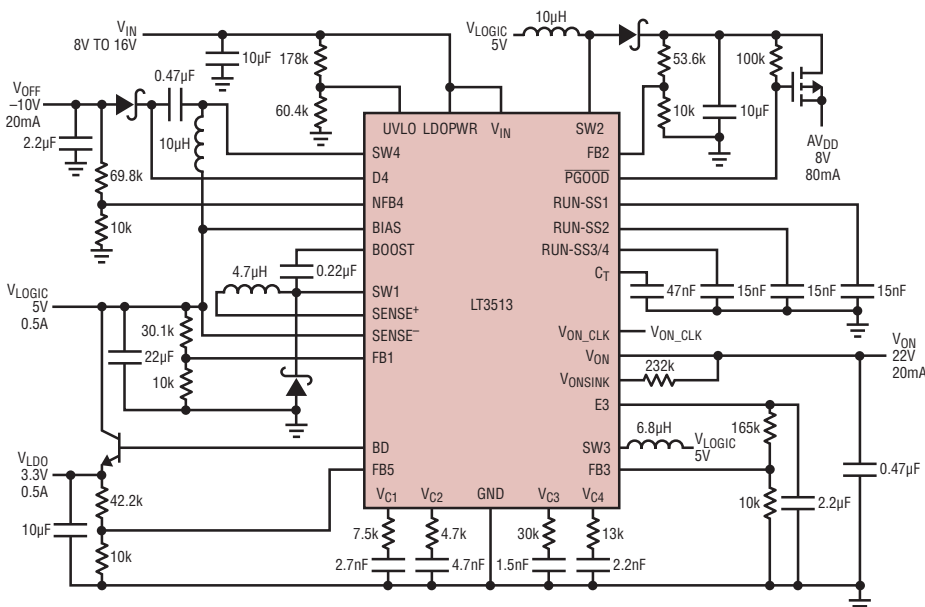 V_IN
8V TO 16V
10µF
178k
60.4k
V_LOGIC
5V
10µH
53.6k
10k
10µF
100k
AV_DD
8V
80mA
V_OFF
–10V
20mA
2.2µF
0.47µF
10µH
69.8k
10k
UVLO LDOPWR V_IN SW2
SW4
D4
NFB4
BIAS
BOOST
SW1
SENSE+
SENSE–
FB1
BD
FB5
LT3513
FB2
PGOOD
RUN-SS1
RUN-SS2
RUN-SS3/4
C_T
V_ON_CLK
V_ON
V_ONSINK
E3
SW3
FB3
V_C1 V_C2 GND V_C3 V_C4
4.7µH
0.22µF
V_LOGIC
5V
0.5A
30.1k
22µF
10k
V_LDO
3.3V
0.5A
42.2k
10µF
10k
47nF 15nF 15nF 15nF
V_ON_CLK
V_ON
22V
20mA
232k
165k
6.8µH
V_LOGIC
5V
10k
2.2µF
0.47µF
7.5k 4.7k 30k 13k
2.7nF 4.7nF 1.5nF 2.2nF